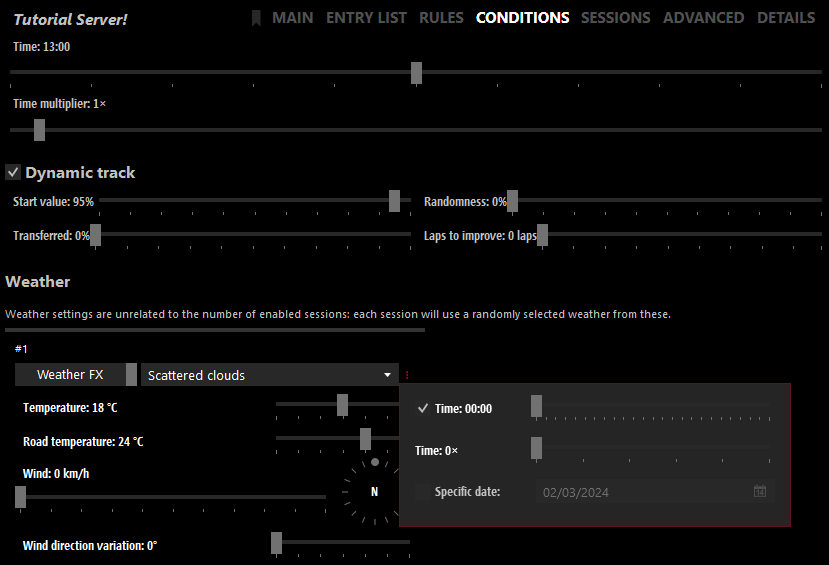 Tutorial Server!
MAIN ENTRY LIST RULES CONDITIONS SESSIONS ADVANCED DETAILS
Time: 13:00
Time multiplier: 1×
Dynamic track
Start value: 95% Randomness: 0%
Transferred: 0% Laps to improve: 0 laps
Weather
Weather settings are unrelated to the number of enabled sessions: each session will use a randomly selected weather from these.
#1
Weather FX Scattered clouds
Temperature: 18 °C
Road temperature: 24 °C
Wind: 0 km/h
N
Wind direction variation: 0°
Time: 00:00
Time: 0×
Specific date: 02/03/2024 14